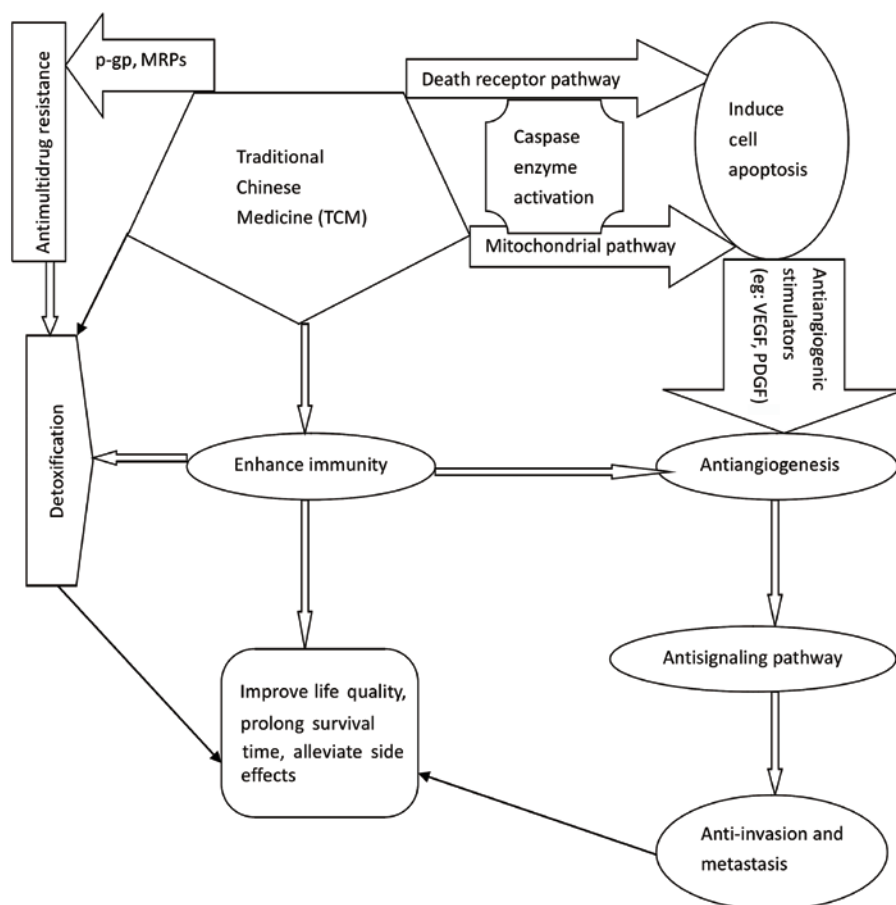 p-gp, MRPs
Antimultidrug resistance
Traditional
Chinese
Medicine (TCM)
Death receptor pathway
Caspase
enzyme
activation
Mitochondrial pathway
Induce
cell
apoptosis
Antiangiogenic
stimulators
(eg: VEGF, PDGF)
Detoxification
Enhance immunity
Antiangiogenesis
Antisignaling pathway
Improve life quality,
prolong survival
time, alleviate side
effects
Anti-invasion and
metastasis